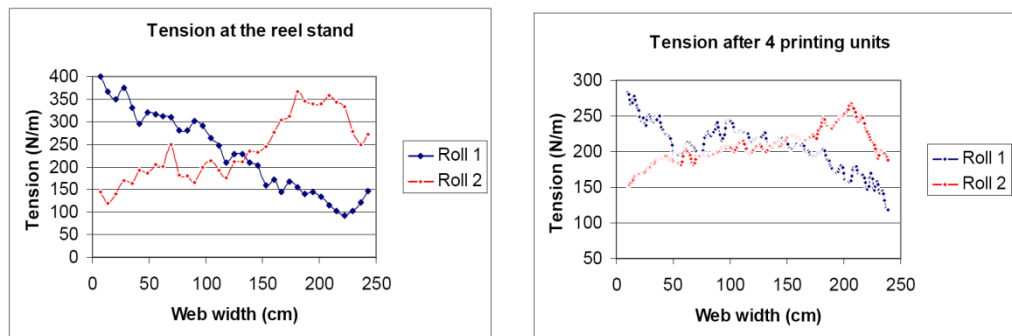 Tension at the reel stand
400
350
300
250
200
150
100
50
0
Tension (N/m)
0 50 100 150 200 250
Web width (cm)
Roll 1
Roll 2
Tension after 4 printing units
300
250
200
150
100
50
Tension (N/m)
0 50 100 150 200 250
Web width (cm)
Roll 1
Roll 2